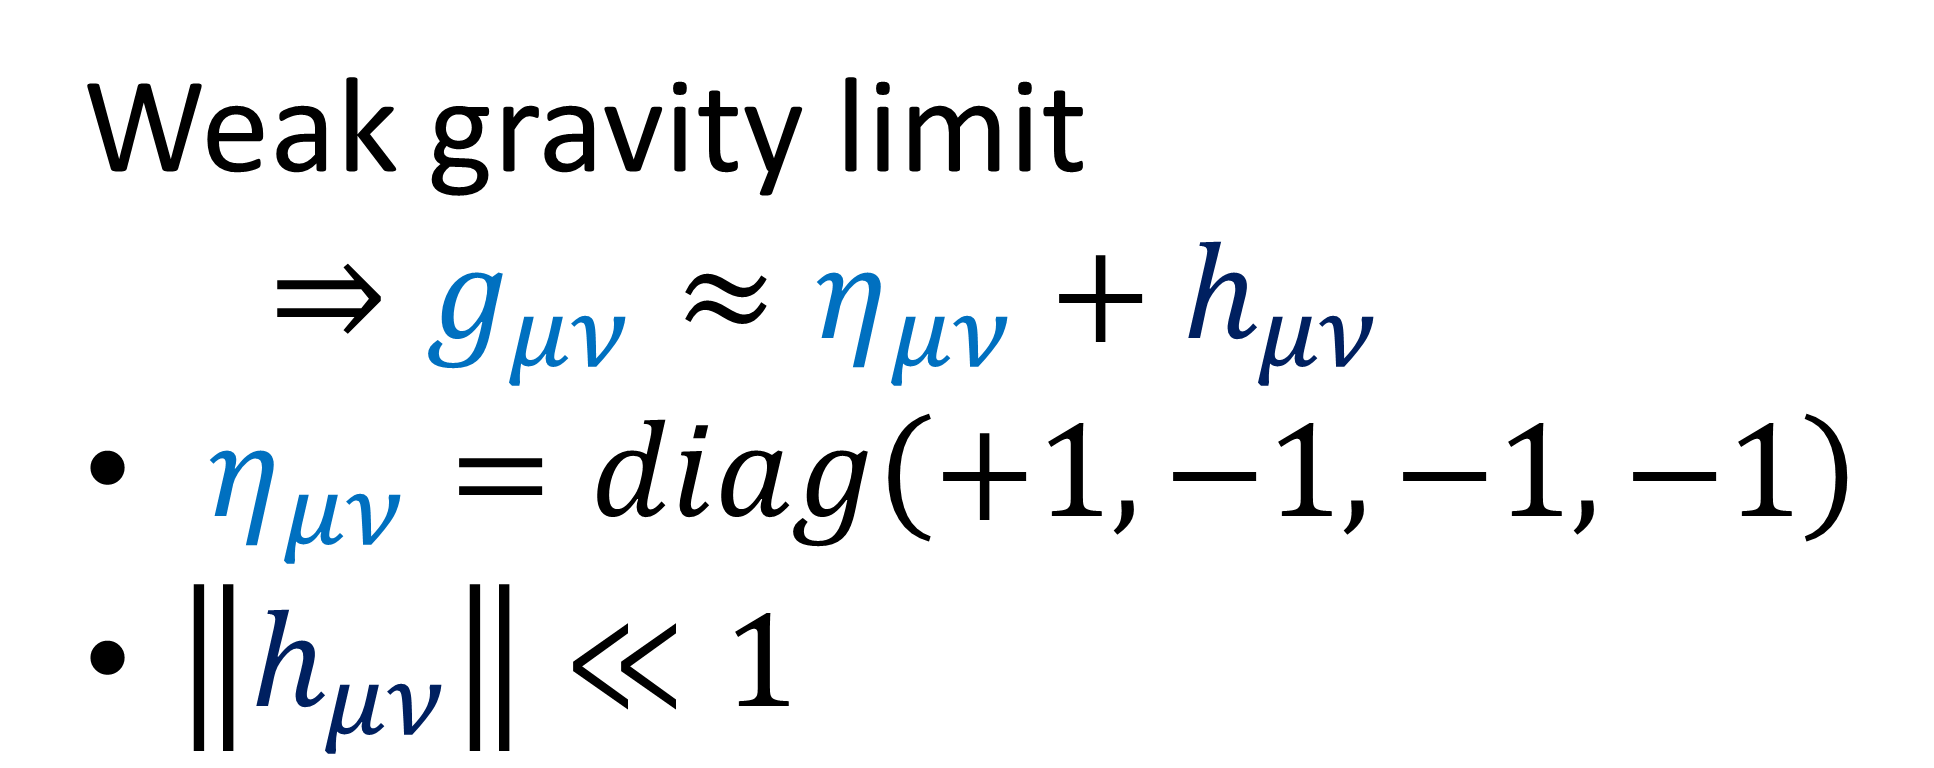 Weak gravity limit
⇒ g_{μν} ≈ η_{μν} + h_{μν}
• η_{μν} = diag(+1, −1, −1, −1)
• ‖h_{μν}‖ ≪ 1